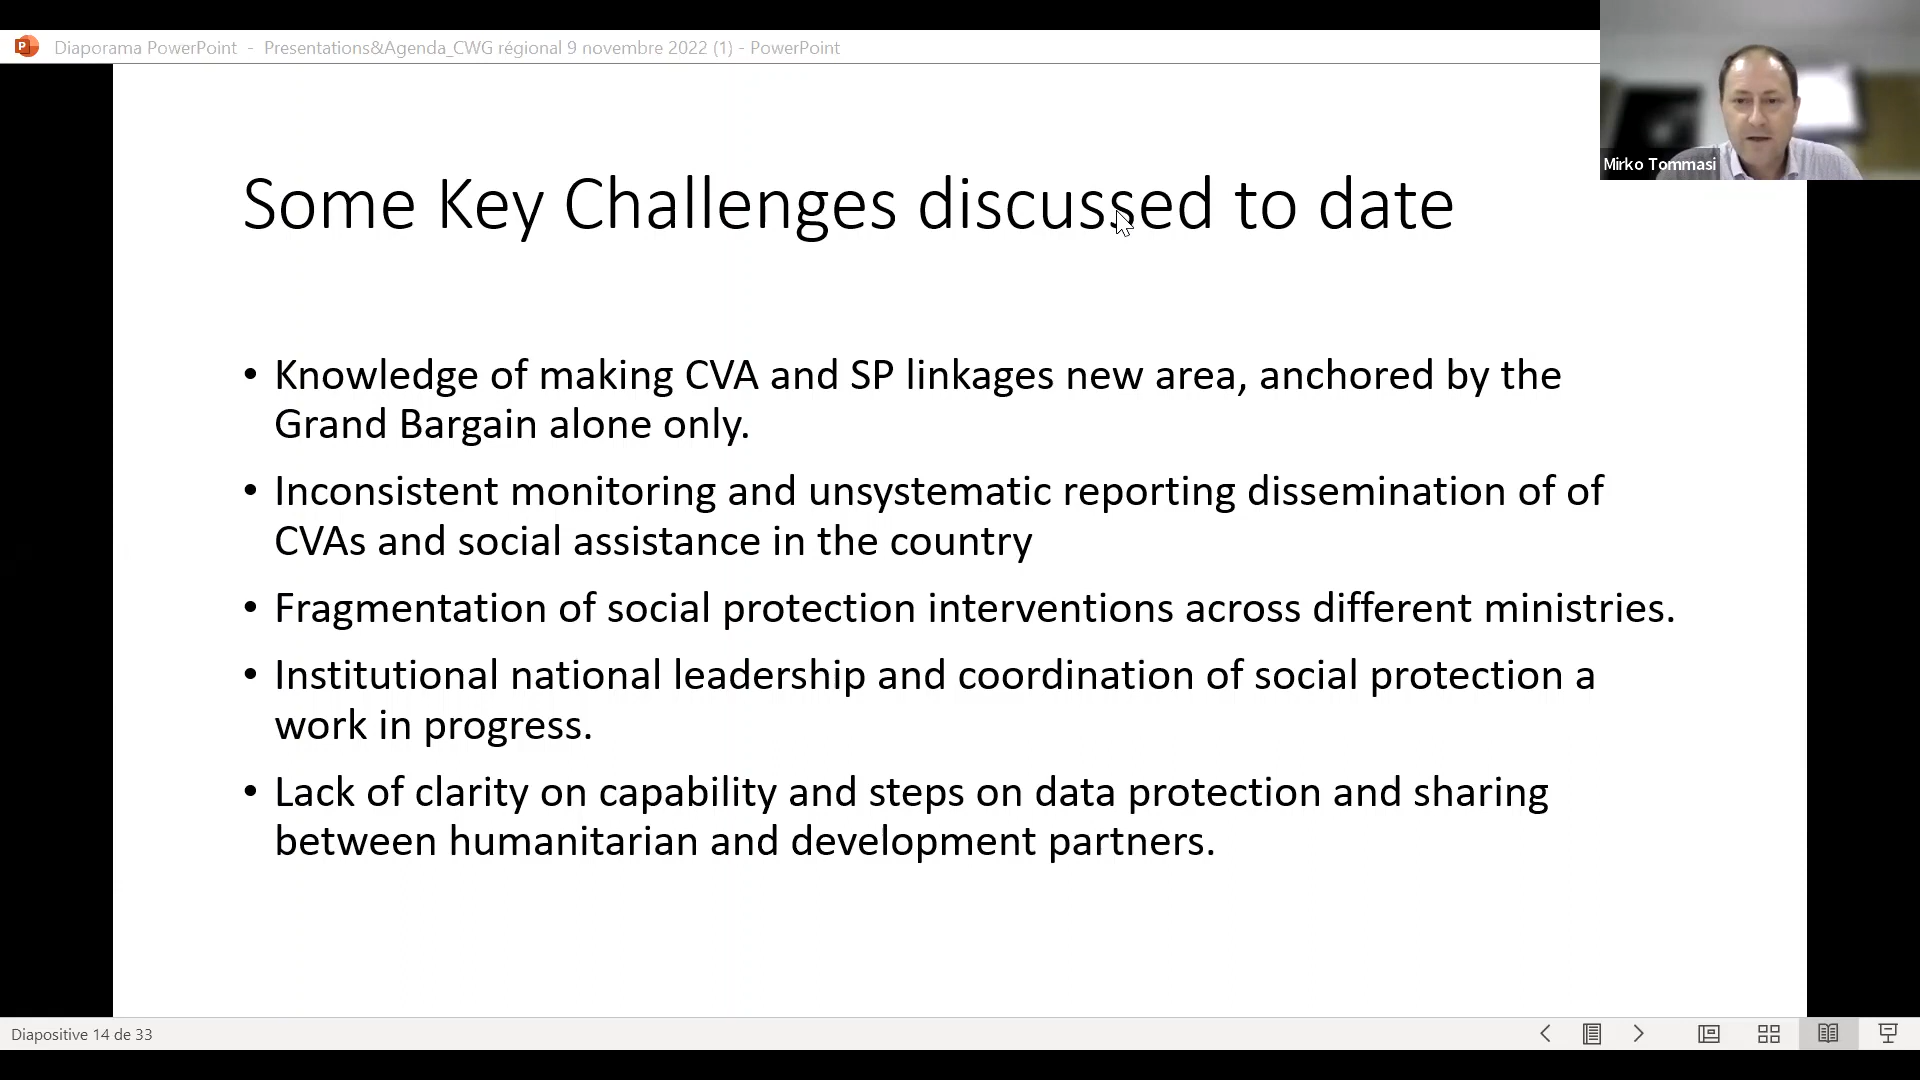 Diaporama PowerPoint - Presentations&Agenda_CWG régional 9 novembre 2022 (1) - PowerPoint
Mirko Tommasi
Some Key Challenges discussed to date
• Knowledge of making CVA and SP linkages new area, anchored by the
Grand Bargain alone only.
• Inconsistent monitoring and unsystematic reporting dissemination of of
CVAs and social assistance in the country
• Fragmentation of social protection interventions across different ministries.
• Institutional national leadership and coordination of social protection a
work in progress.
• Lack of clarity on capability and steps on data protection and sharing
between humanitarian and development partners.
Diapositive 14 de 33